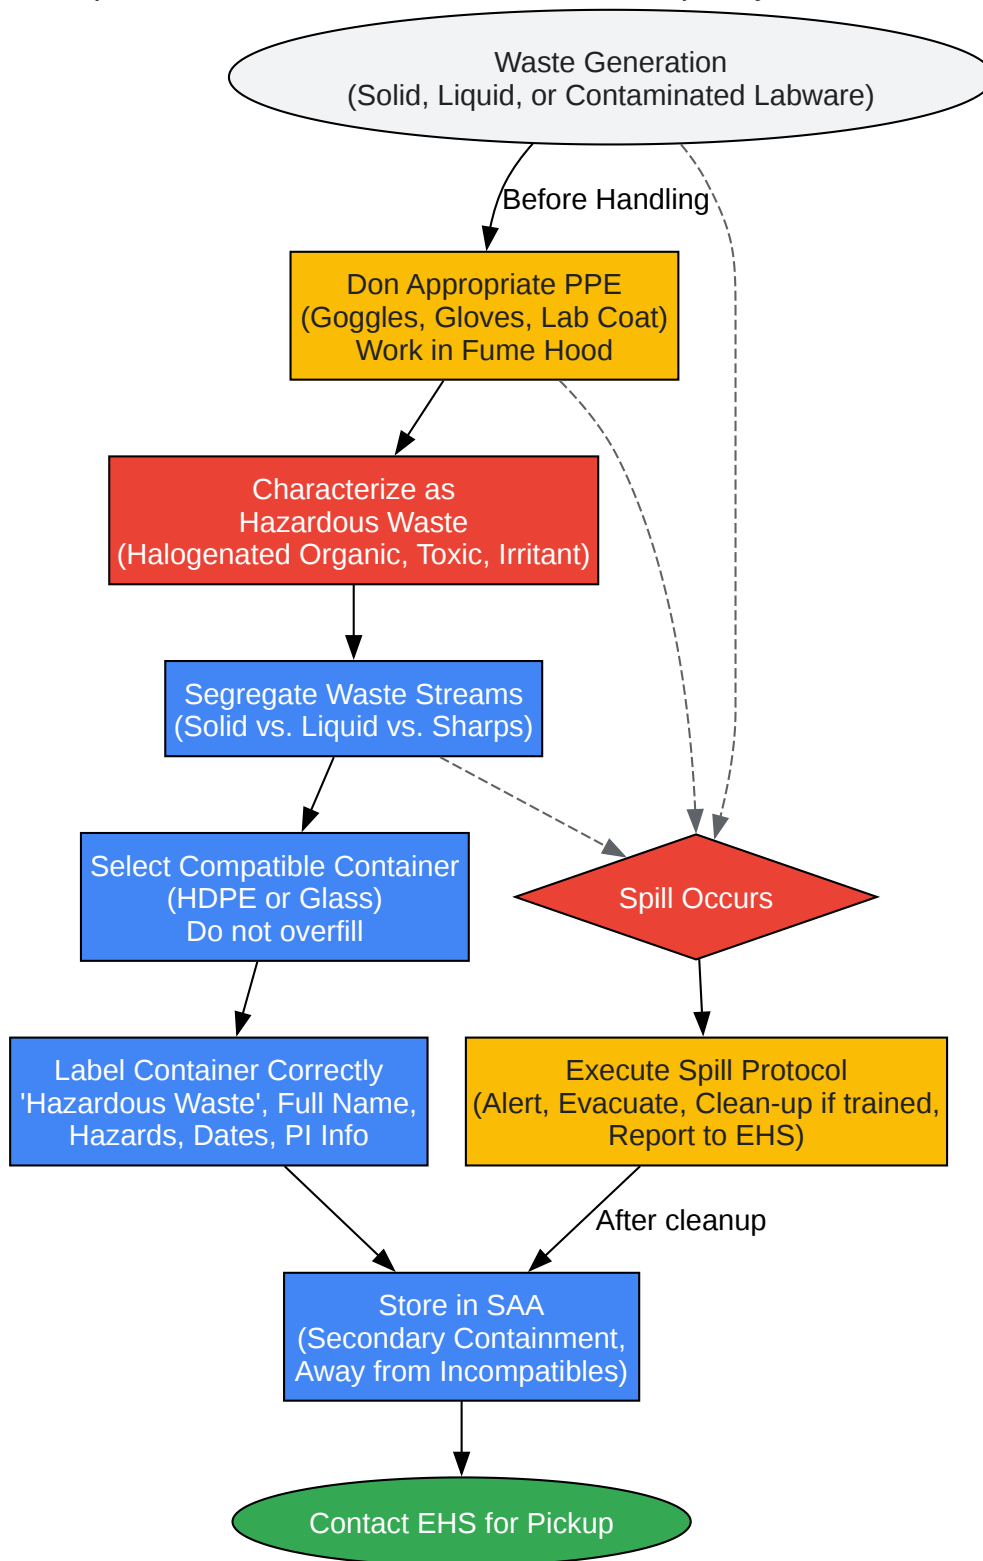 Waste Generation
(Solid, Liquid, or Contaminated Labware)
Before Handling
Don Appropriate PPE
(Goggles, Gloves, Lab Coat)
Work in Fume Hood
Characterize as
Hazardous Waste
(Halogenated Organic, Toxic, Irritant)
Segregate Waste Streams
(Solid vs. Liquid vs. Sharps)
Select Compatible Container
(HDPE or Glass)
Do not overfill
Spill Occurs
Label Container Correctly
'Hazardous Waste', Full Name,
Hazards, Dates, PI Info
Execute Spill Protocol
(Alert, Evacuate, Clean-up if trained,
Report to EHS)
After cleanup
Store in SAA
(Secondary Containment,
Away from Incompatibles)
Contact EHS for Pickup